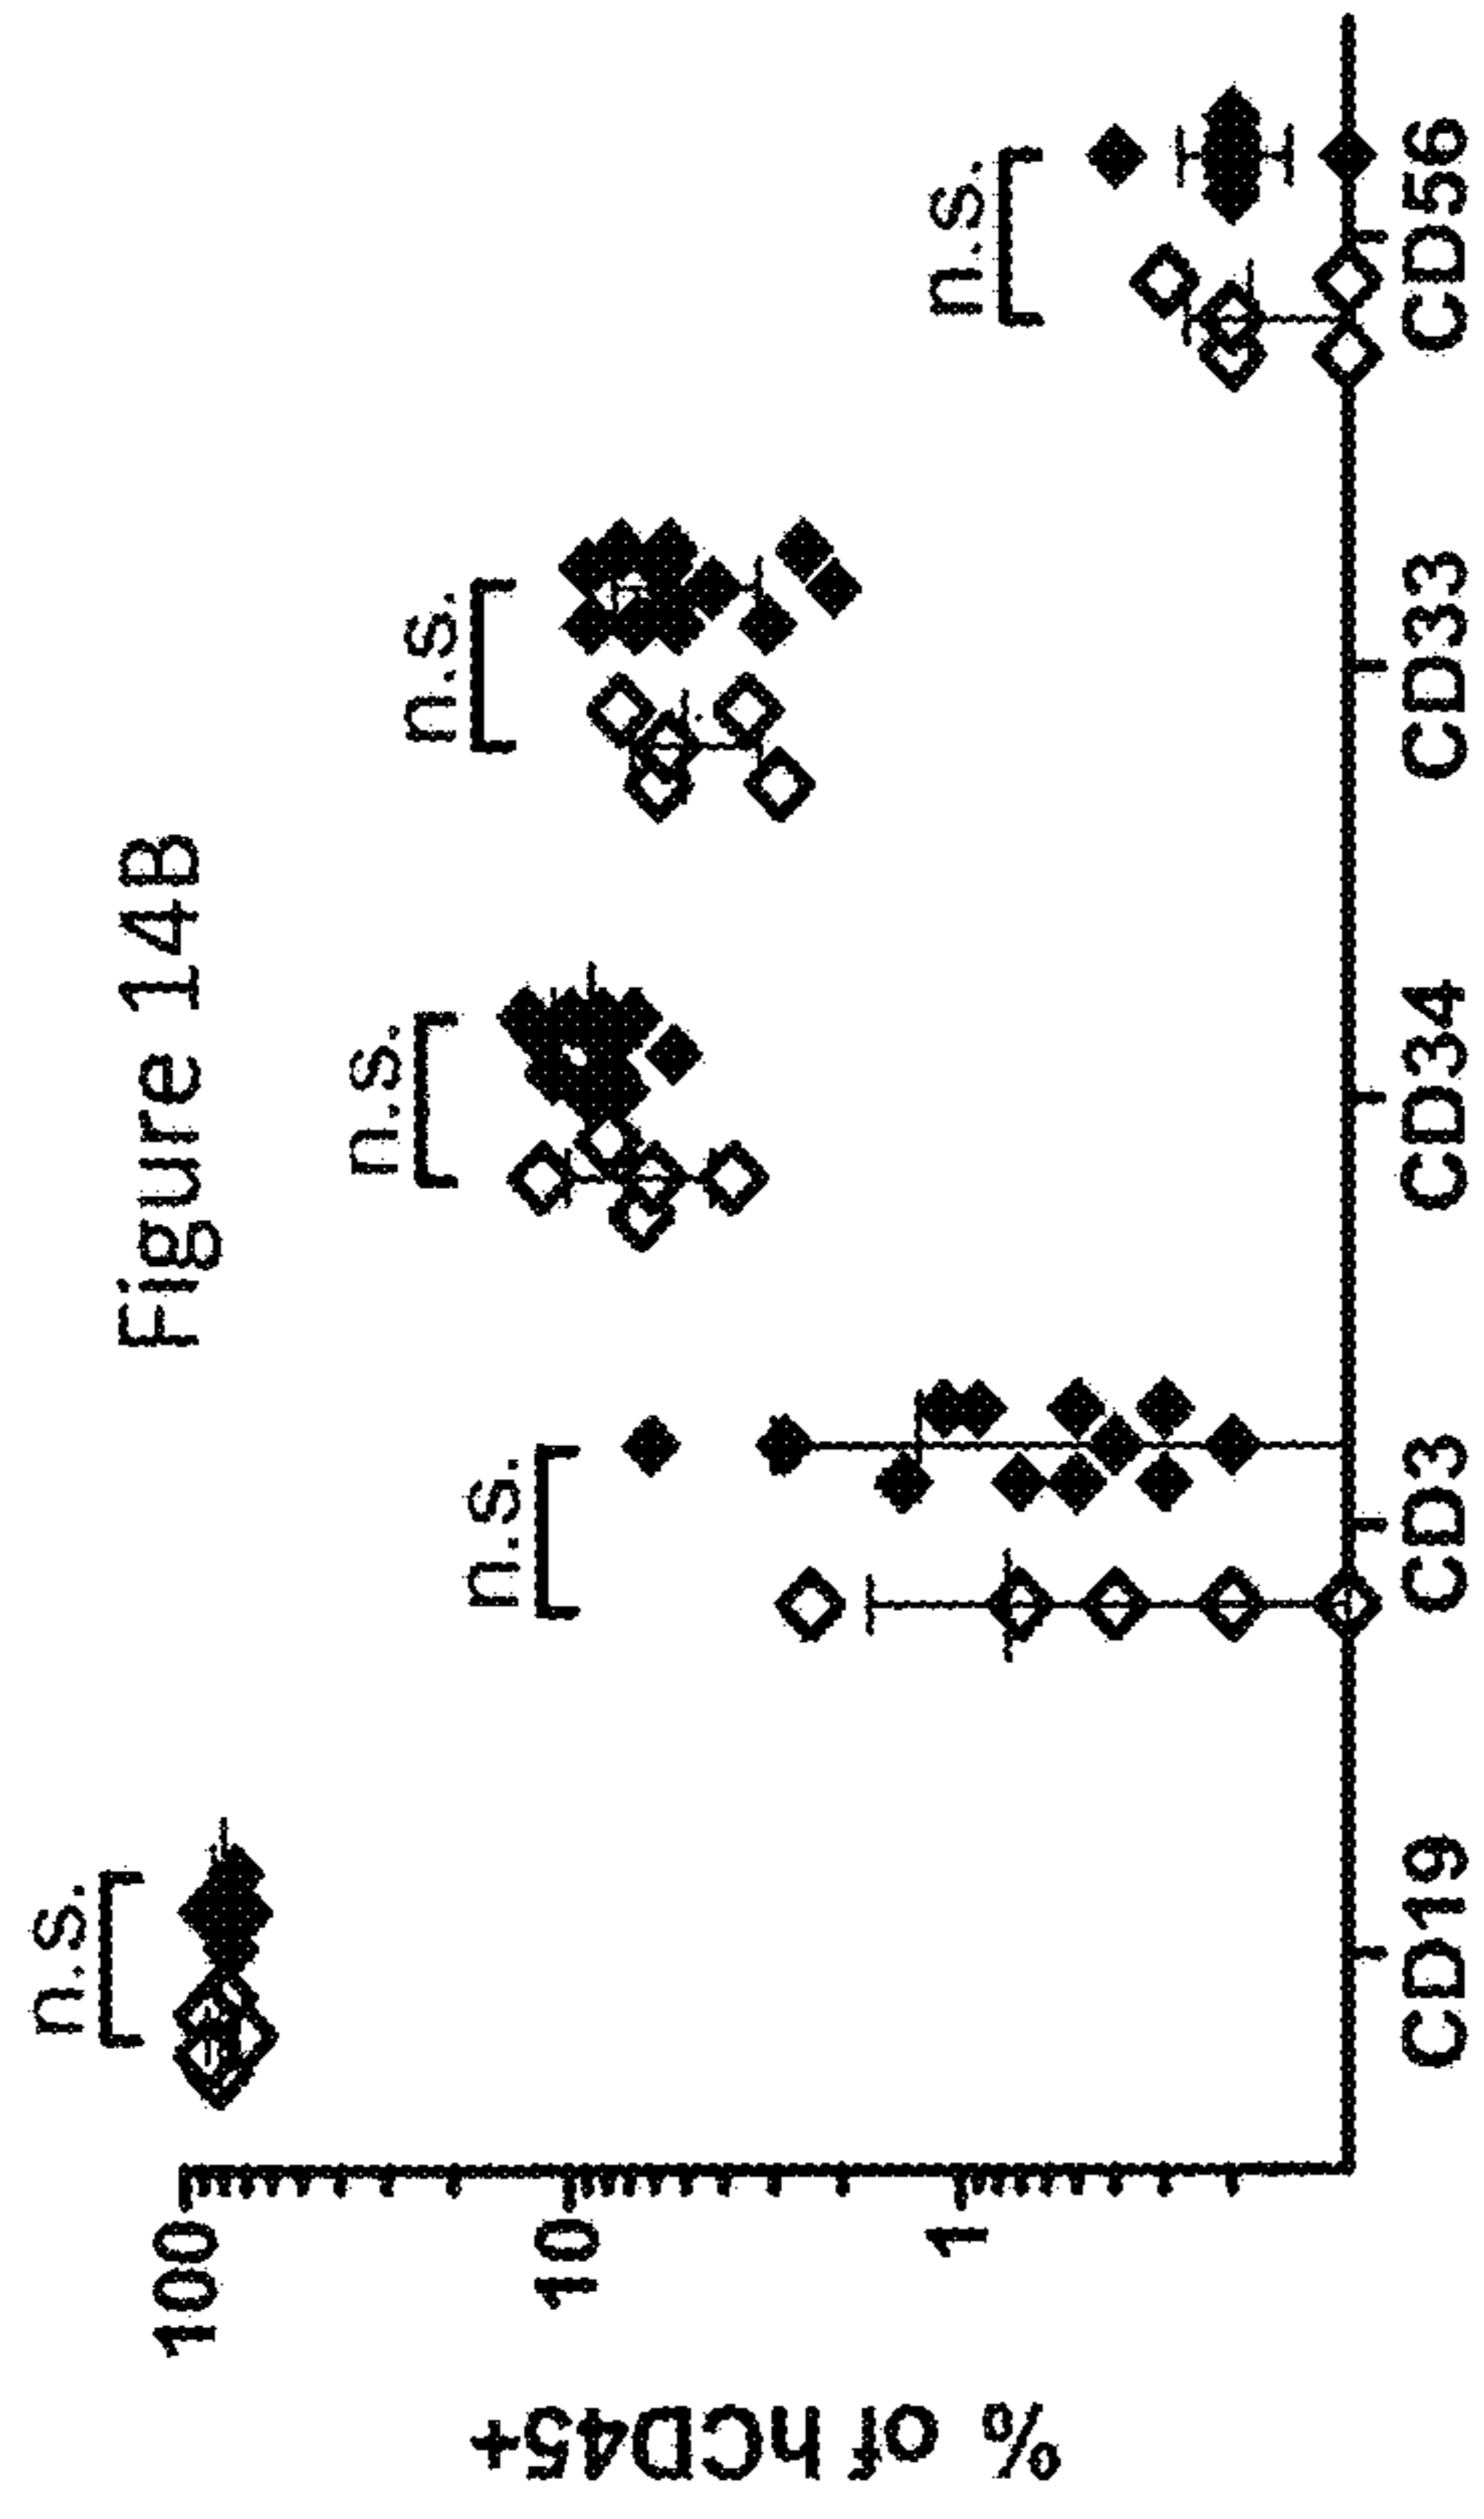 Figure 14B
% of hCD45+
100
10
1
n.s.
n.s.
n.s.
n.s.
n.s.
CD19
CD3
CD34
CD33
CD56